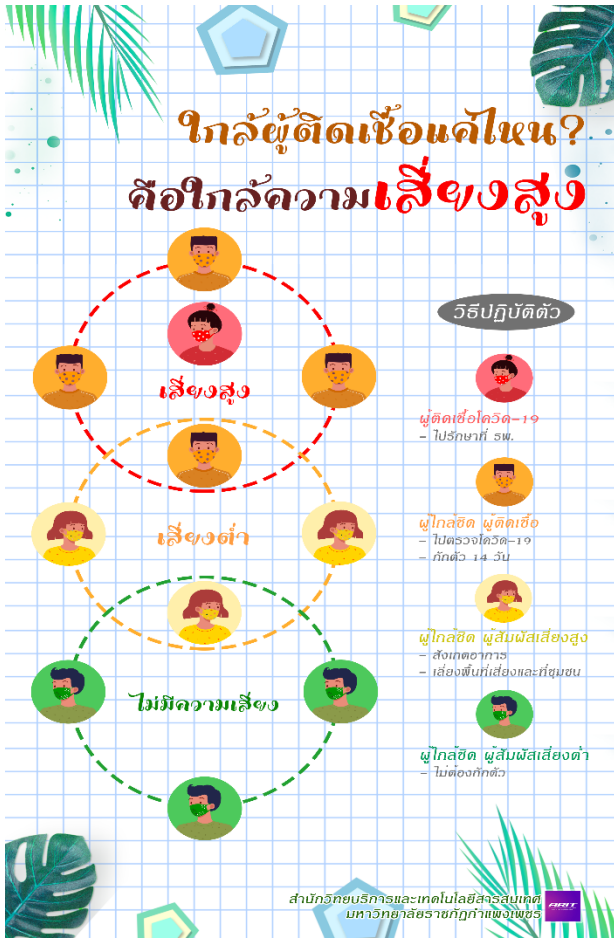 ใกล้ผู้ติดเชื้อแค่ไหน?
คือใกล้ความเสี่ยงสูง
วิธีปฏิบัติตัว
เสี่ยงสูง
ผู้ติดเชื้อโควิด-19
- ไปรักษาที่ รพ.
เสี่ยงต่ำ
ผู้ใกล้ชิด ผู้ติดเชื้อ
- ไปตรวจโควิด-19
- กักตัว 14 วัน
ผู้ใกล้ชิด ผู้สัมผัสเสี่ยงสูง
- สังเกตอาการ
- เลี่ยงพื้นที่เสี่ยงและที่ชุมชน
ไม่มีความเสี่ยง
ผู้ใกล้ชิด ผู้สัมผัสเสี่ยงต่ำ
- ไม่ต้องกักตัว
สำนักวิทยบริการและเทคโนโลยีสารสนเทศ
มหาวิทยาลัยราชภัฏกำแพงเพชร
ARIT